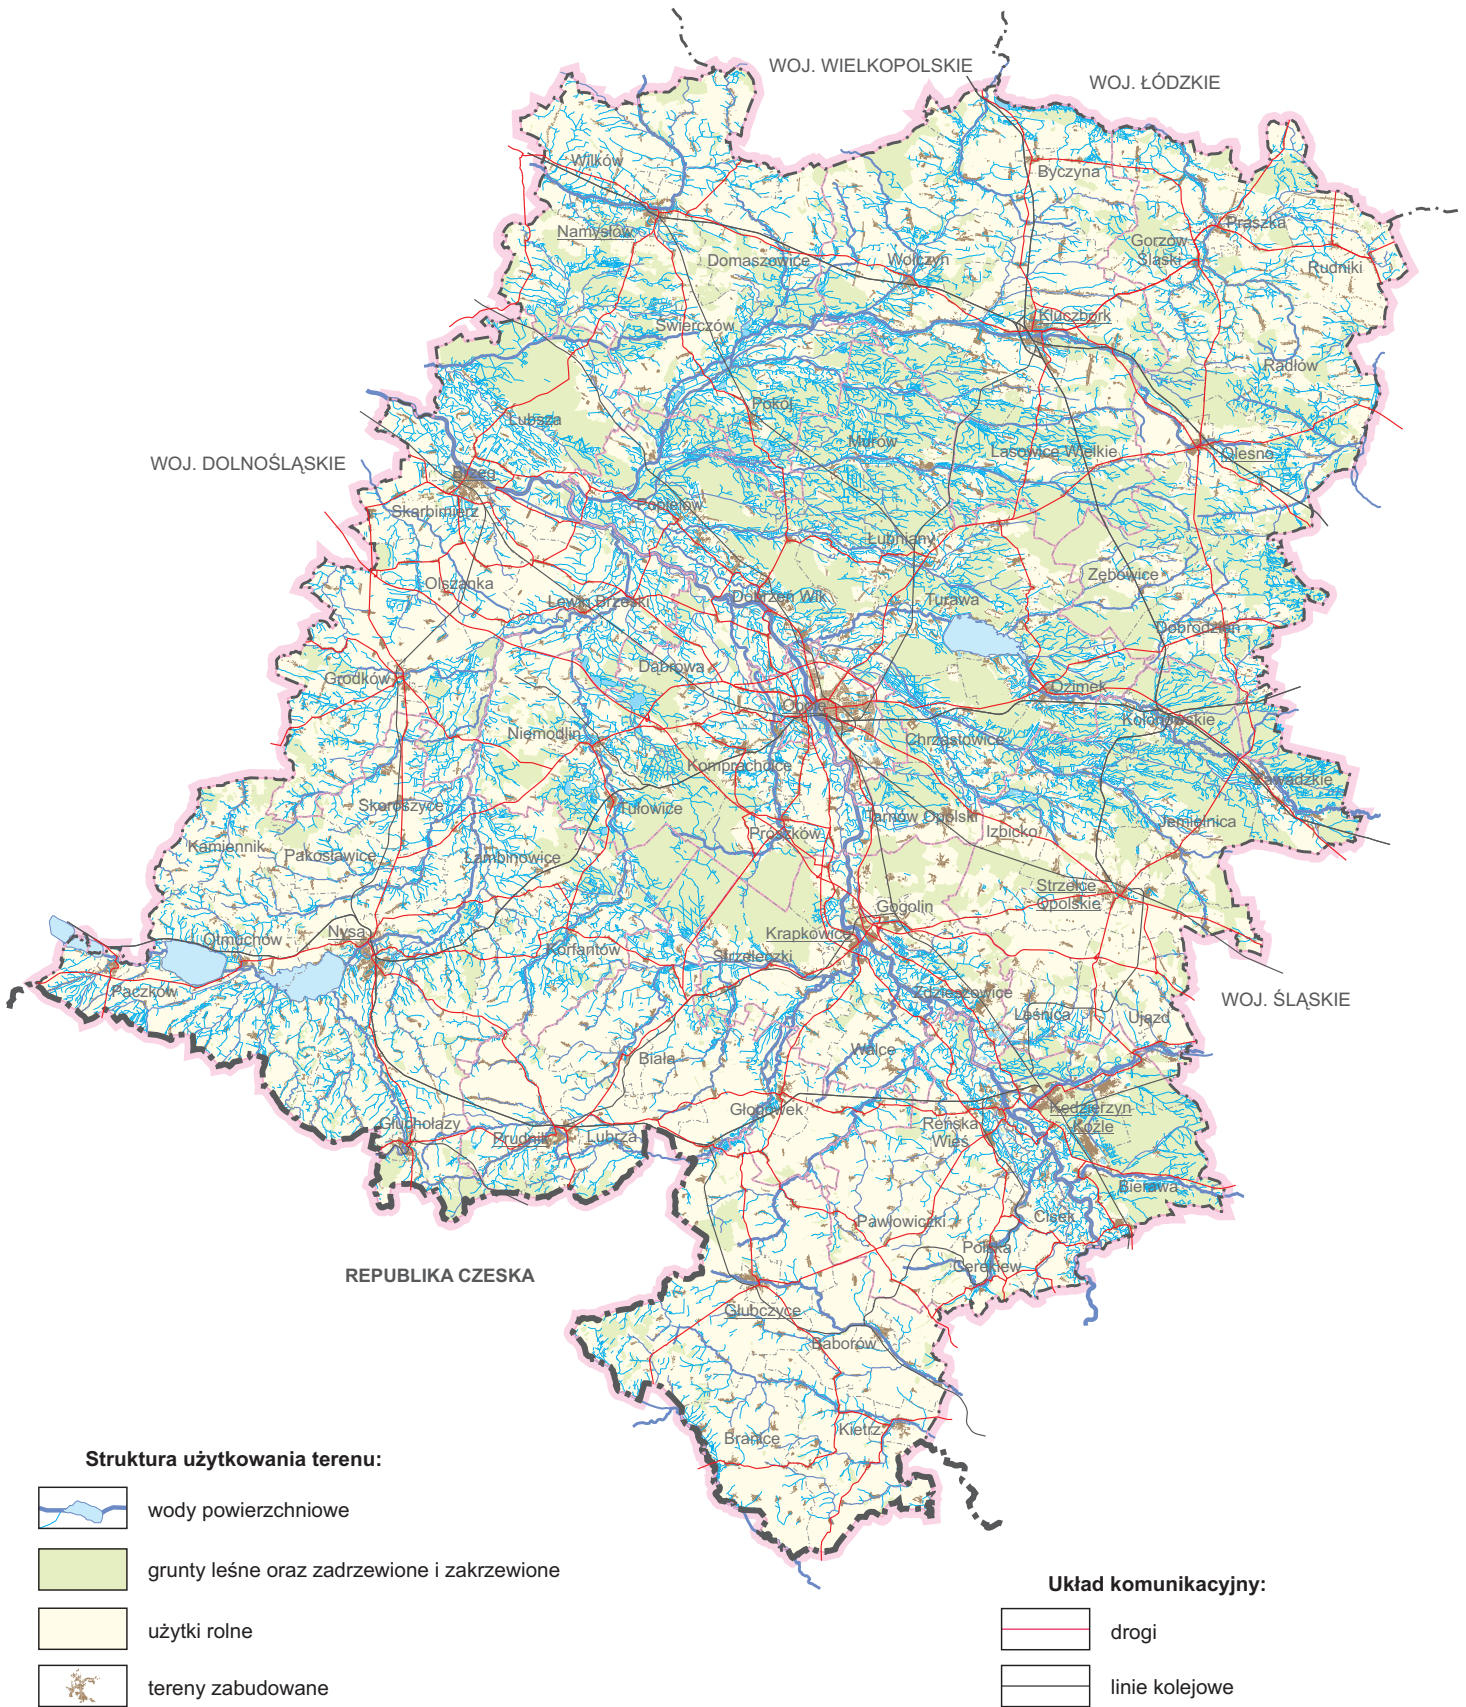 WOJ. WIELKOPOLSKIE
WOJ. ŁÓDZKIE
Wilków
Byczyna
Namysłów
Praszka
Gorzów
Śląski
Domaszowice
Wołczyn
Rudniki
Kluczbork
Świerczów
Radłów
Pokój
Lubsza
Murów
Lasowice Wielkie
Olesno
WOJ. DOLNOŚLĄSKIE
Brzeg
Skarbimierz
Popielów
Łubniany
Olszanka
Zębowice
Lewin Brzeski
Dobrzeń Wlk.
Turawa
Dobrodzień
Dąbrowa
Grodków
Ozimek
Opole
Kolonowskie
Niemodlin
Chrząstowice
Komprachcice
Zawadzkie
Skoroszyce
Tułowice
Tarnów Opolski
Izbicko
Jemielnica
Prószków
Kamiennik
Pakosławice
Łambinowice
Strzelce
Opolskie
Gogolin
Krapkowice
Otmuchów
Nysa
Korfantów
Strzeleczki
Paczków
Zdzieszowice
Leśnica
Ujazd
WOJ. ŚLĄSKIE
Walce
Biała
Głogówek
Kędzierzyn
Koźle
Reńska
Wieś
Głuchołazy
Prudnik
Lubrza
Bierawa
Cisek
Pawłowiczki
Polska
Cerekiew
REPUBLIKA CZESKA
Głubczyce
Baborów
Kietrz
Branice
Struktura użytkowania terenu:
wody powierzchniowe
grunty leśne oraz zadrzewione i zakrzewione
użytki rolne
tereny zabudowane
Układ komunikacyjny:
drogi
linie kolejowe